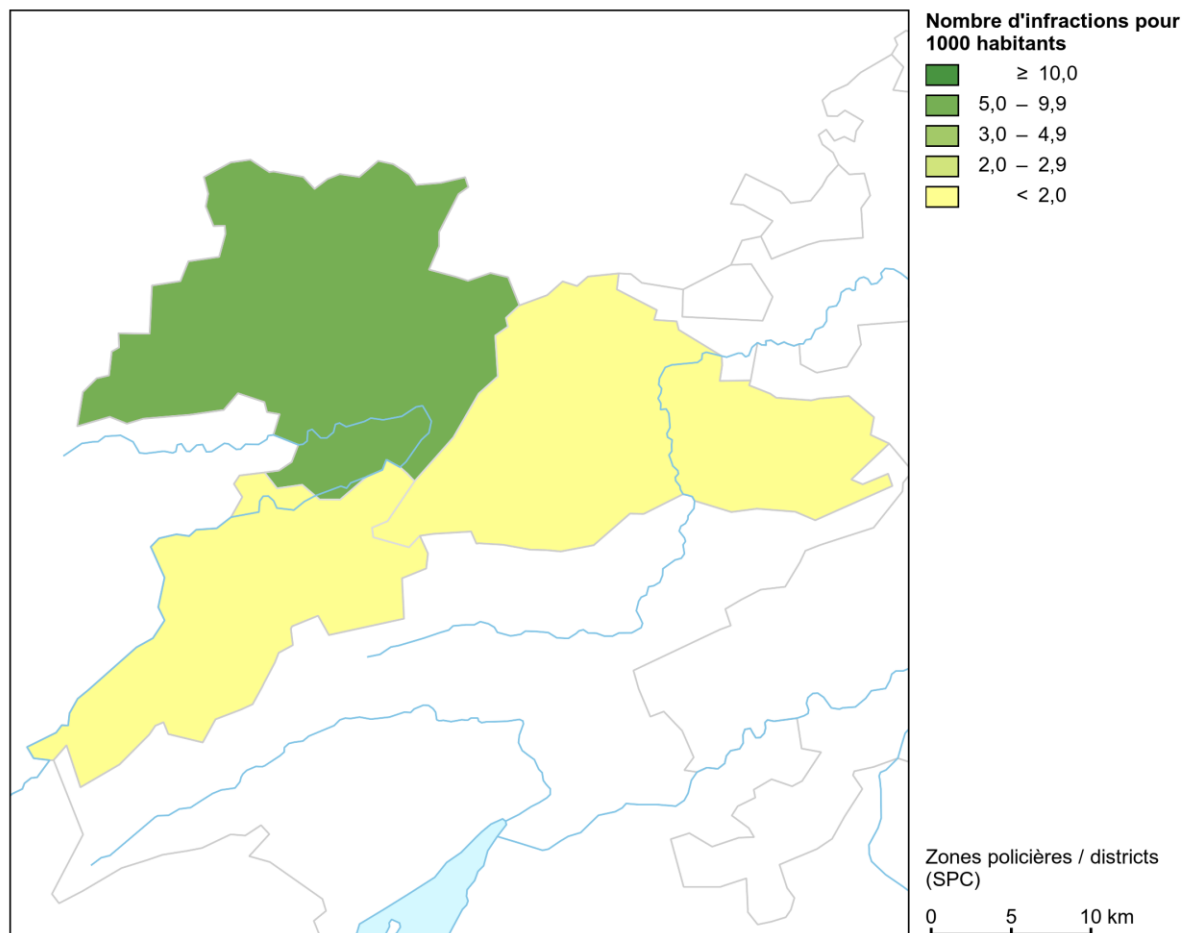 Nombre d'infractions pour
1000 habitants
≥ 10,0
5,0 – 9,9
3,0 – 4,9
2,0 – 2,9
< 2,0
Zones policières / districts
(SPC)
0 5 10 km